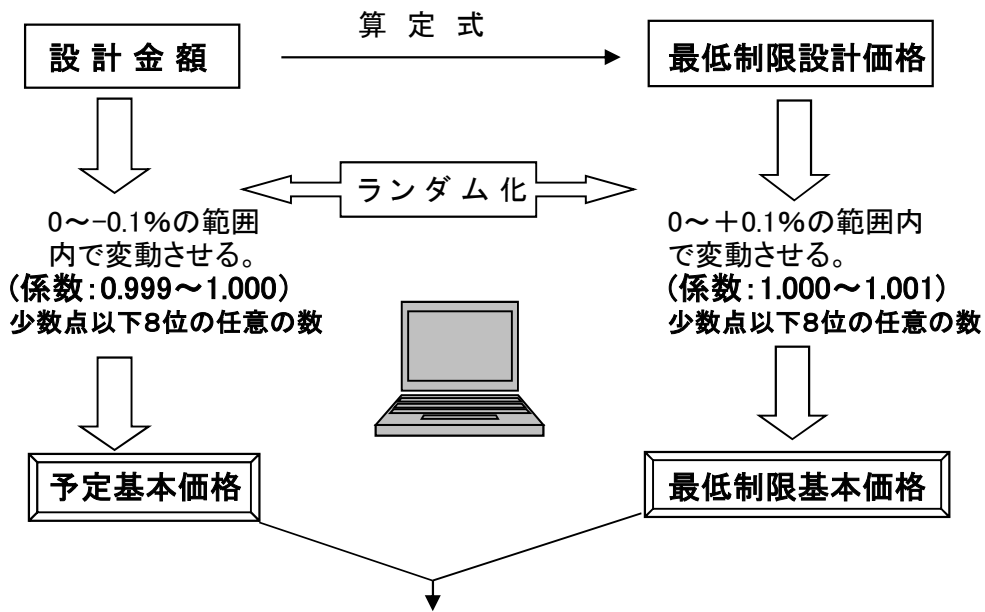 算 定 式
設 計 金 額
最低制限設計価格
ランダム化
0～-0.1%の範囲
内で変動させる。
(係数：0.999～1.000)
少数点以下8位の任意の数
0～＋0.1%の範囲内
で変動させる。
(係数：1.000～1.001)
少数点以下8位の任意の数
予定基本価格
最低制限基本価格